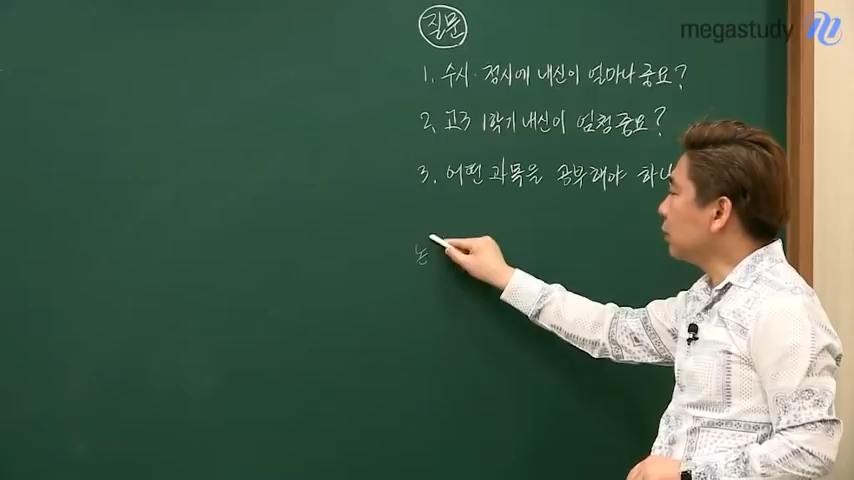 megastudy
질문
1. 수시·정시에 내신이 얼마나 중요?
2. 고3 1학기 내신이 엄청 중요?
3. 어떤 과목을 공부해야 하나
논